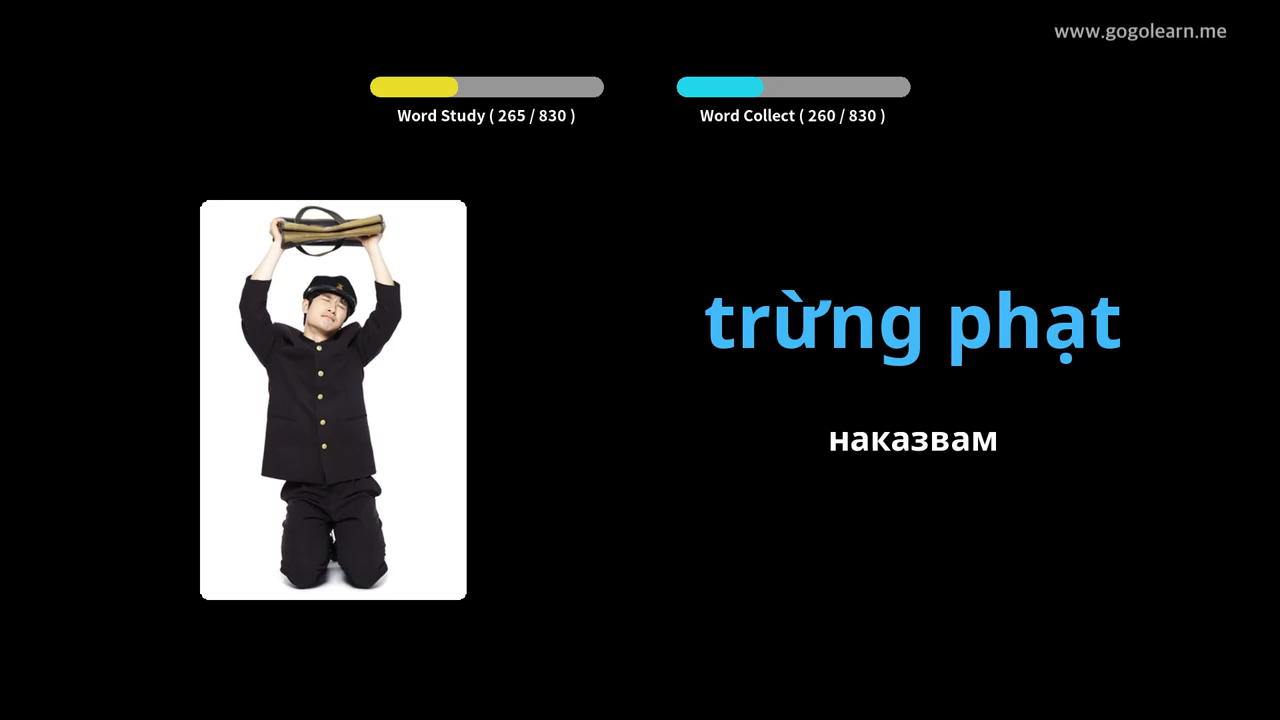 www.gogolearn.me
Word Study ( 265 / 830 )
Word Collect ( 260 / 830 )
trừng phạt
наказвам